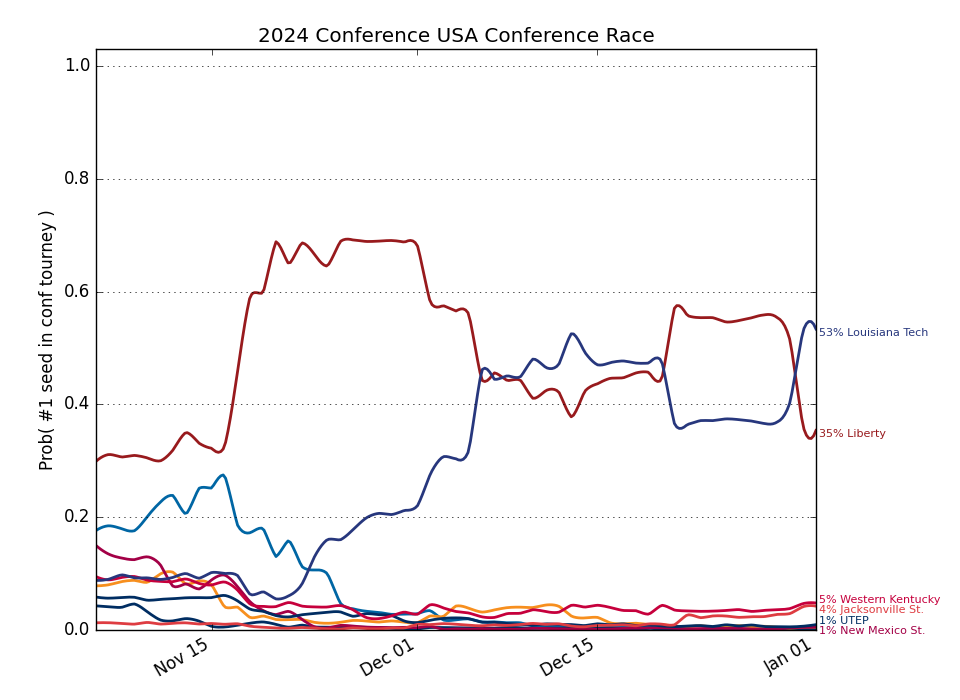 2024 Conference USA Conference Race
Prob( #1 seed in conf tourney )
1.0
0.8
0.6
0.4
0.2
0.0
Nov 15
Dec 01
Dec 15
Jan 01
53% Louisiana Tech
35% Liberty
5% Western Kentucky
4% Jacksonville St.
1% UTEP
1% New Mexico St.